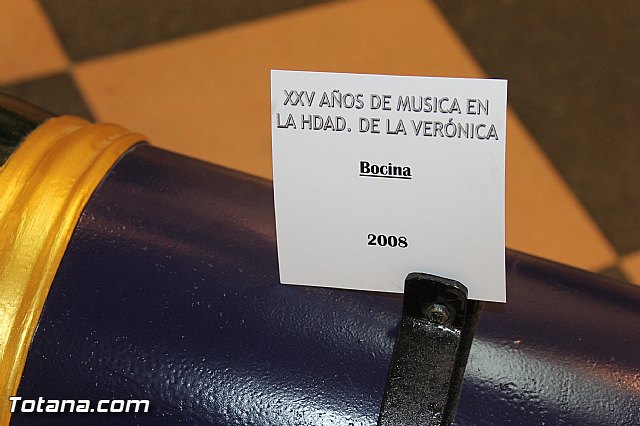 XXV AÑOS DE MUSICA EN
LA HDAD. DE LA VERÓNICA
Bocina
2008
Totana.com